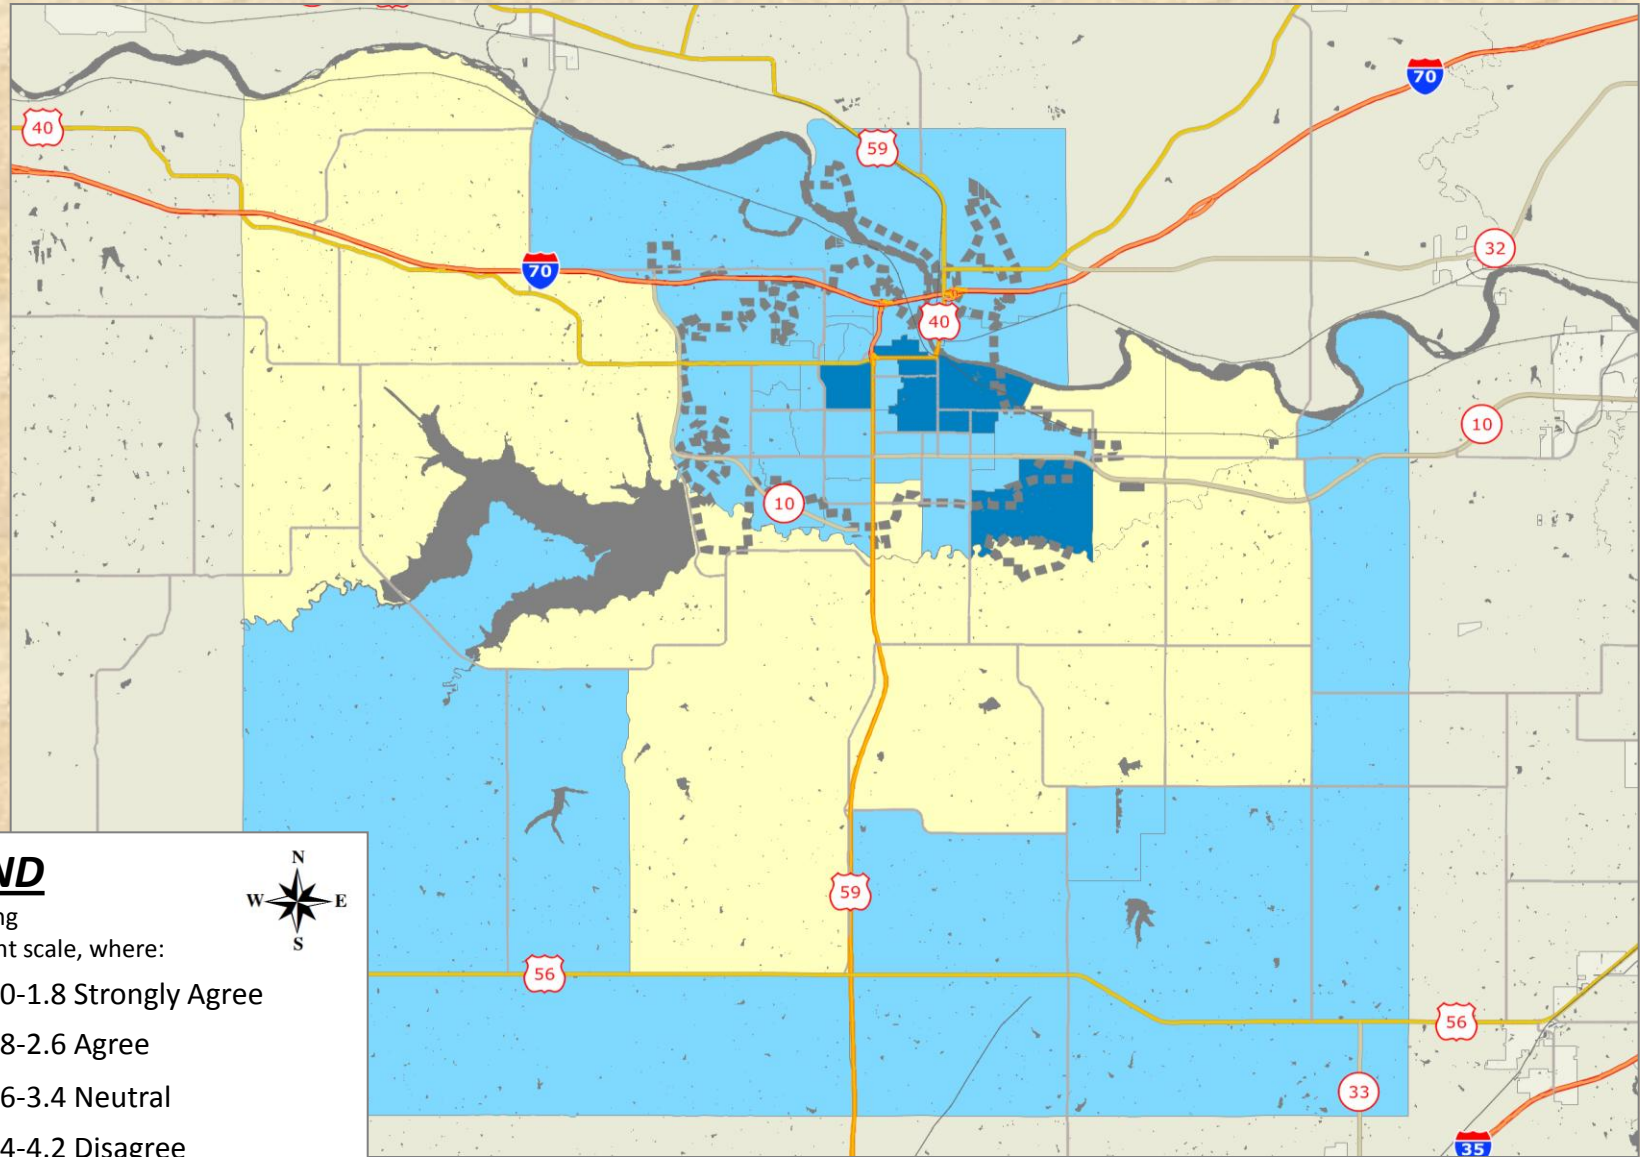 70
59
40
32
70
40
10
10
59
56
56
33
35
ND
N
W E
S
ng
nt scale, where:
0-1.8 Strongly Agree
8-2.6 Agree
6-3.4 Neutral
4-4.2 Disagree